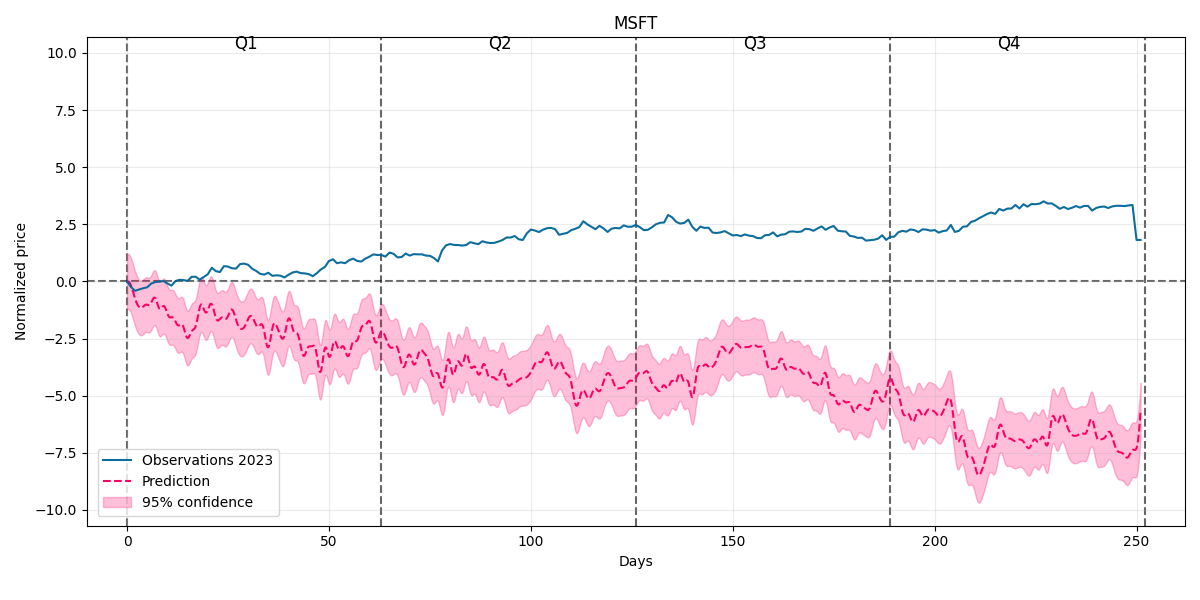 MSFT
Q1 Q2 Q3 Q4
Normalized price
10.0
7.5
5.0
2.5
0.0
−2.5
−5.0
−7.5
−10.0
Observations 2023
Prediction
95% confidence
0 50 100 150 200 250
Days